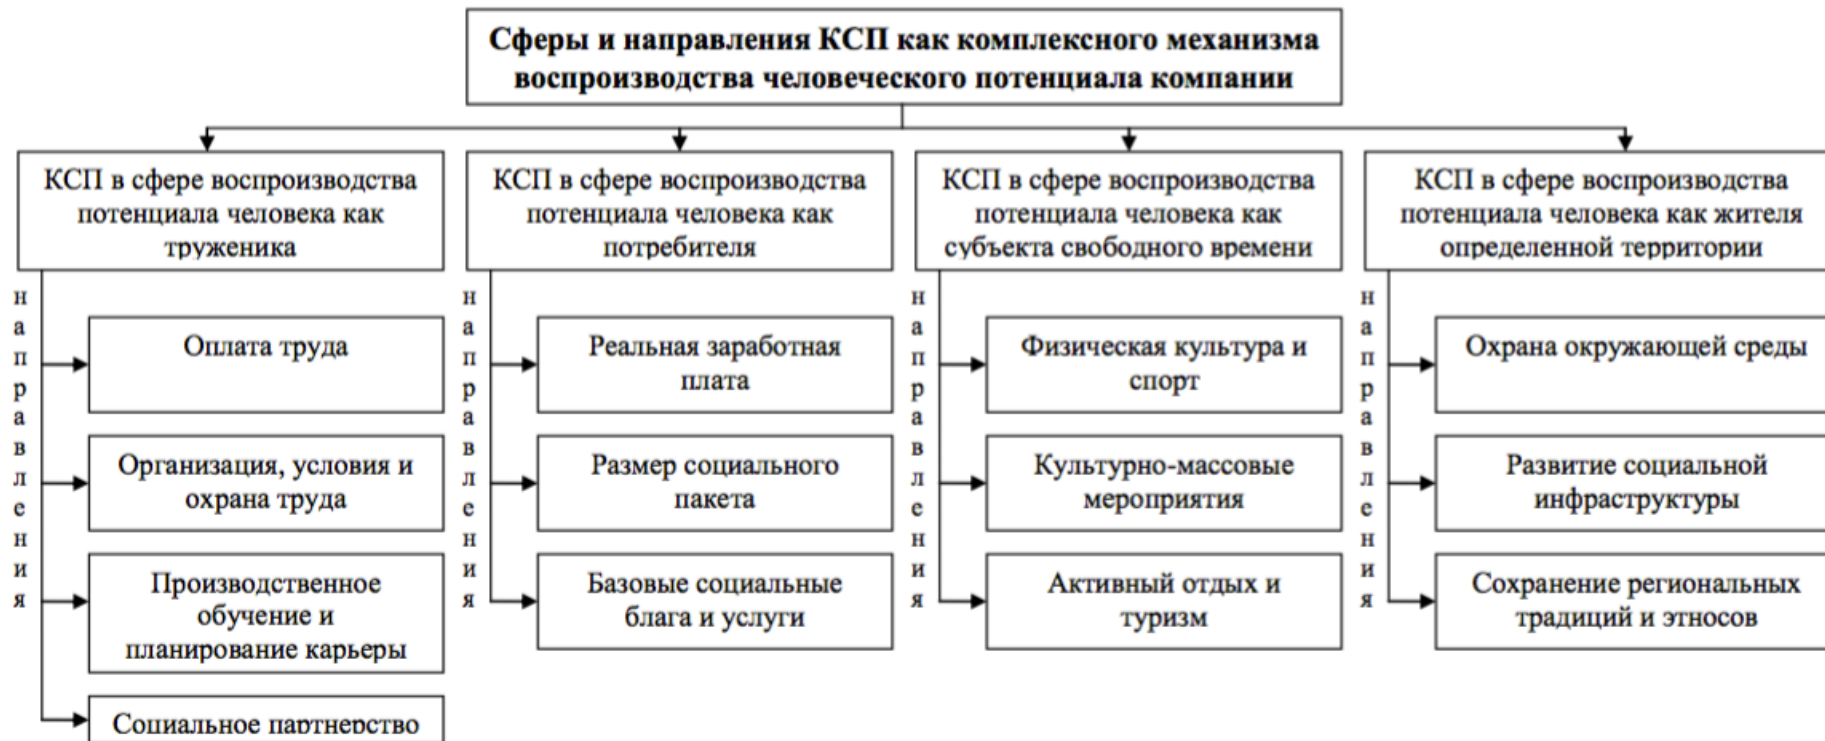 Сферы и направления КСП как комплексного механизма
воспроизводства человеческого потенциала компании
КСП в сфере воспроизводства
потенциала человека как
труженика
направления
Оплата труда
Организация, условия и
охрана труда
Производственное
обучение и
планирование карьеры
Социальное партнерство
КСП в сфере воспроизводства
потенциала человека как
потребителя
направления
Реальная заработная
плата
Размер социального
пакета
Базовые социальные
блага и услуги
КСП в сфере воспроизводства
потенциала человека как
субъекта свободного времени
направления
Физическая культура и
спорт
Культурно-массовые
мероприятия
Активный отдых и
туризм
КСП в сфере воспроизводства
потенциала человека как жителя
определенной территории
направления
Охрана окружающей среды
Развитие социальной
инфраструктуры
Сохранение региональных
традиций и этносов